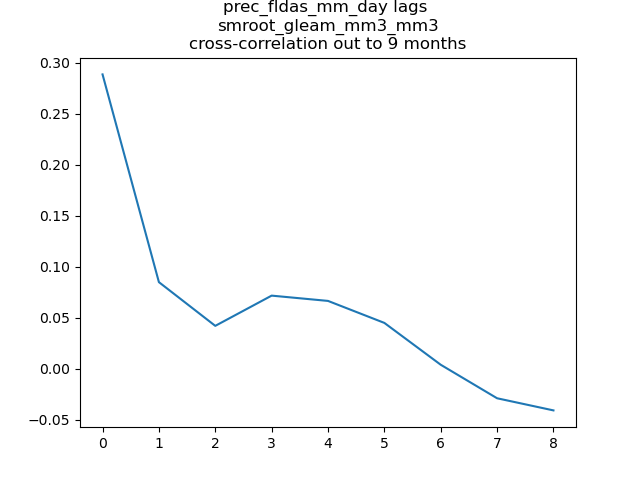 prec_fldas_mm_day lags
smroot_gleam_mm3_mm3
cross-correlation out to 9 months
0.30
0.25
0.20
0.15
0.10
0.05
0.00
−0.05
0 1 2 3 4 5 6 7 8